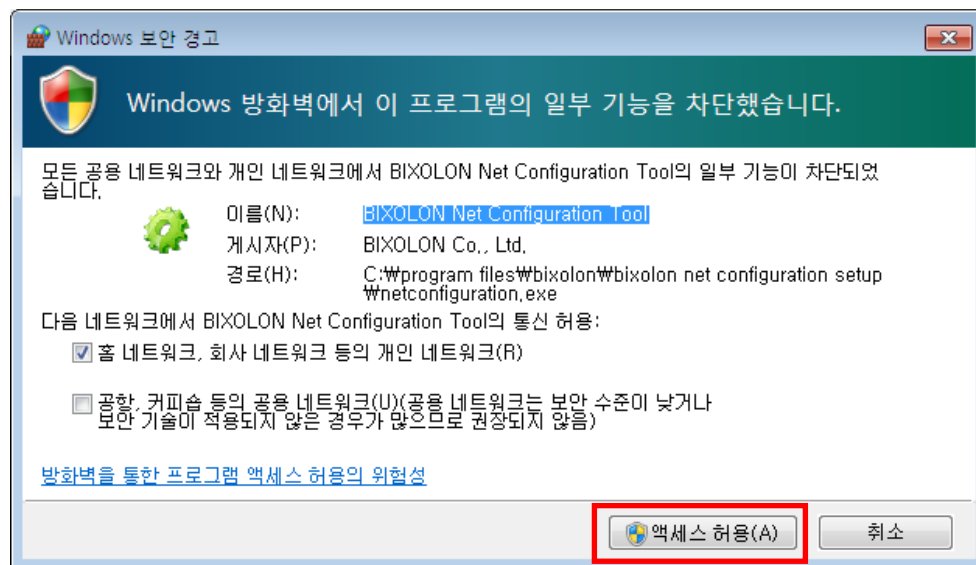 Windows 보안 경고
Windows 방화벽에서 이 프로그램의 일부 기능을 차단했습니다.
모든 공용 네트워크와 개인 네트워크에서 BIXOLON Net Configuration Tool의 일부 기능이 차단되었
습니다.
이름(N): BIXOLON Net Configuration Tool
게시자(P): BIXOLON Co., Ltd.
경로(H): C:₩program files₩bixolon₩bixolon net configuration setup
₩netconfiguration.exe
다음 네트워크에서 BIXOLON Net Configuration Tool의 통신 허용:
홈 네트워크, 회사 네트워크 등의 개인 네트워크(R)
공항, 커피숍 등의 공용 네트워크(U)(공용 네트워크는 보안 수준이 낮거나
보안 기술이 적용되지 않은 경우가 많으므로 권장되지 않음)
방화벽을 통한 프로그램 액세스 허용의 위험성
액세스 허용(A) 취소